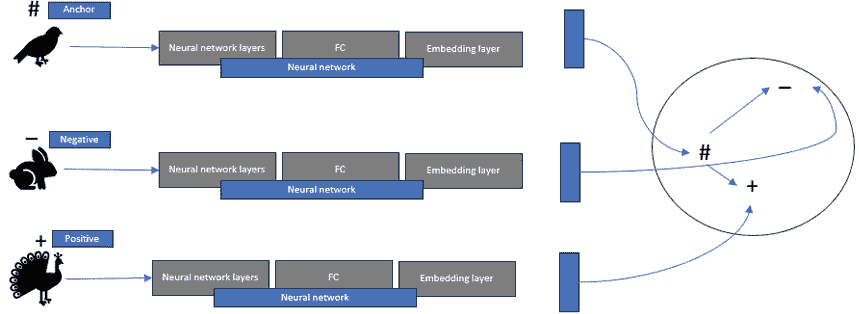 # Anchor
Neural network layers FC Embedding layer
Neural network
− Negative
Neural network layers FC Embedding layer
Neural network
+ Positive
Neural network layers FC Embedding layer
Neural network
−
#
+